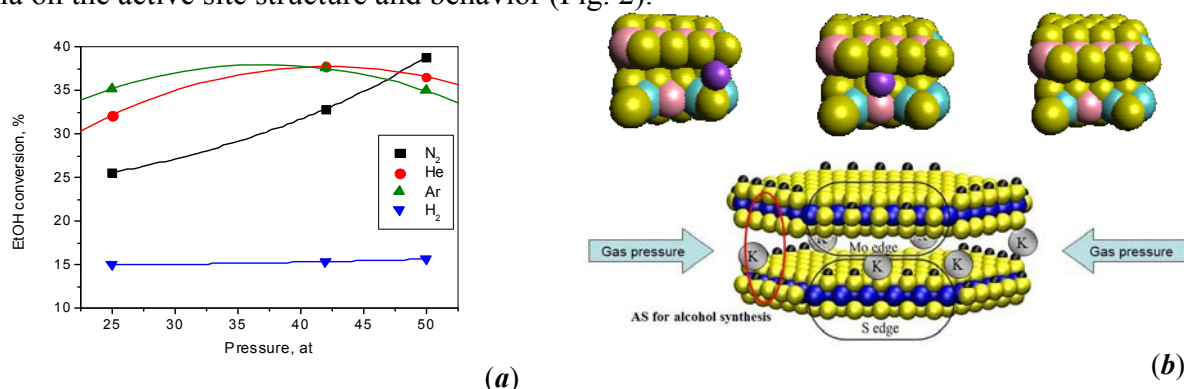 on the active site structure and behavior (Fig. 2).
40
35
30
25
20
15
10
EtOH conversion, %
N2
He
Ar
H2
25 30 35 40 45 50
Pressure, at
(a)
Gas pressure
Gas pressure
K
K
K
K
K
K
Mo edge
S edge
AS for alcohol synthesis
(b)